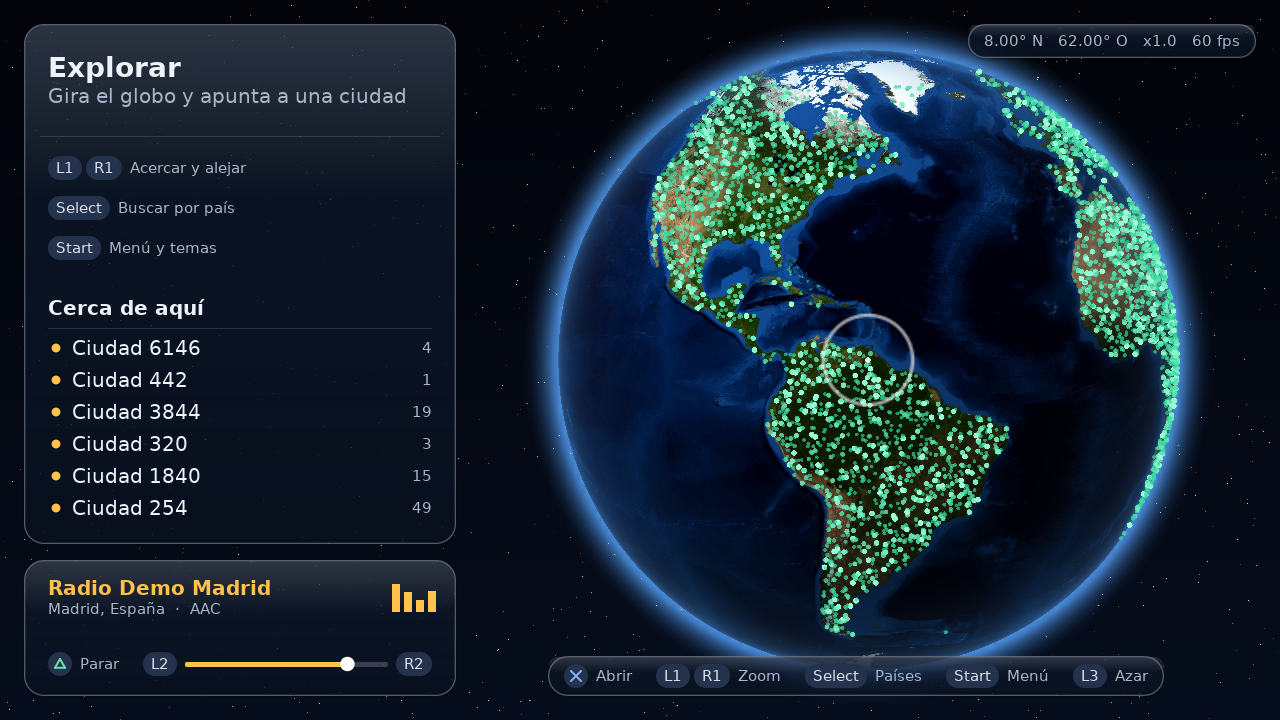 Explorar
Gira el globo y apunta a una ciudad
L1 R1 Acercar y alejar
Select Buscar por país
Start Menú y temas
Cerca de aquí
Ciudad 6146 4
Ciudad 442 1
Ciudad 3844 19
Ciudad 320 3
Ciudad 1840 15
Ciudad 254 49
Radio Demo Madrid
Madrid, España · AAC
Parar L2 R2
8.00° N 62.00° O x1.0 60 fps
Abrir L1 R1 Zoom Select Países Start Menú L3 Azar